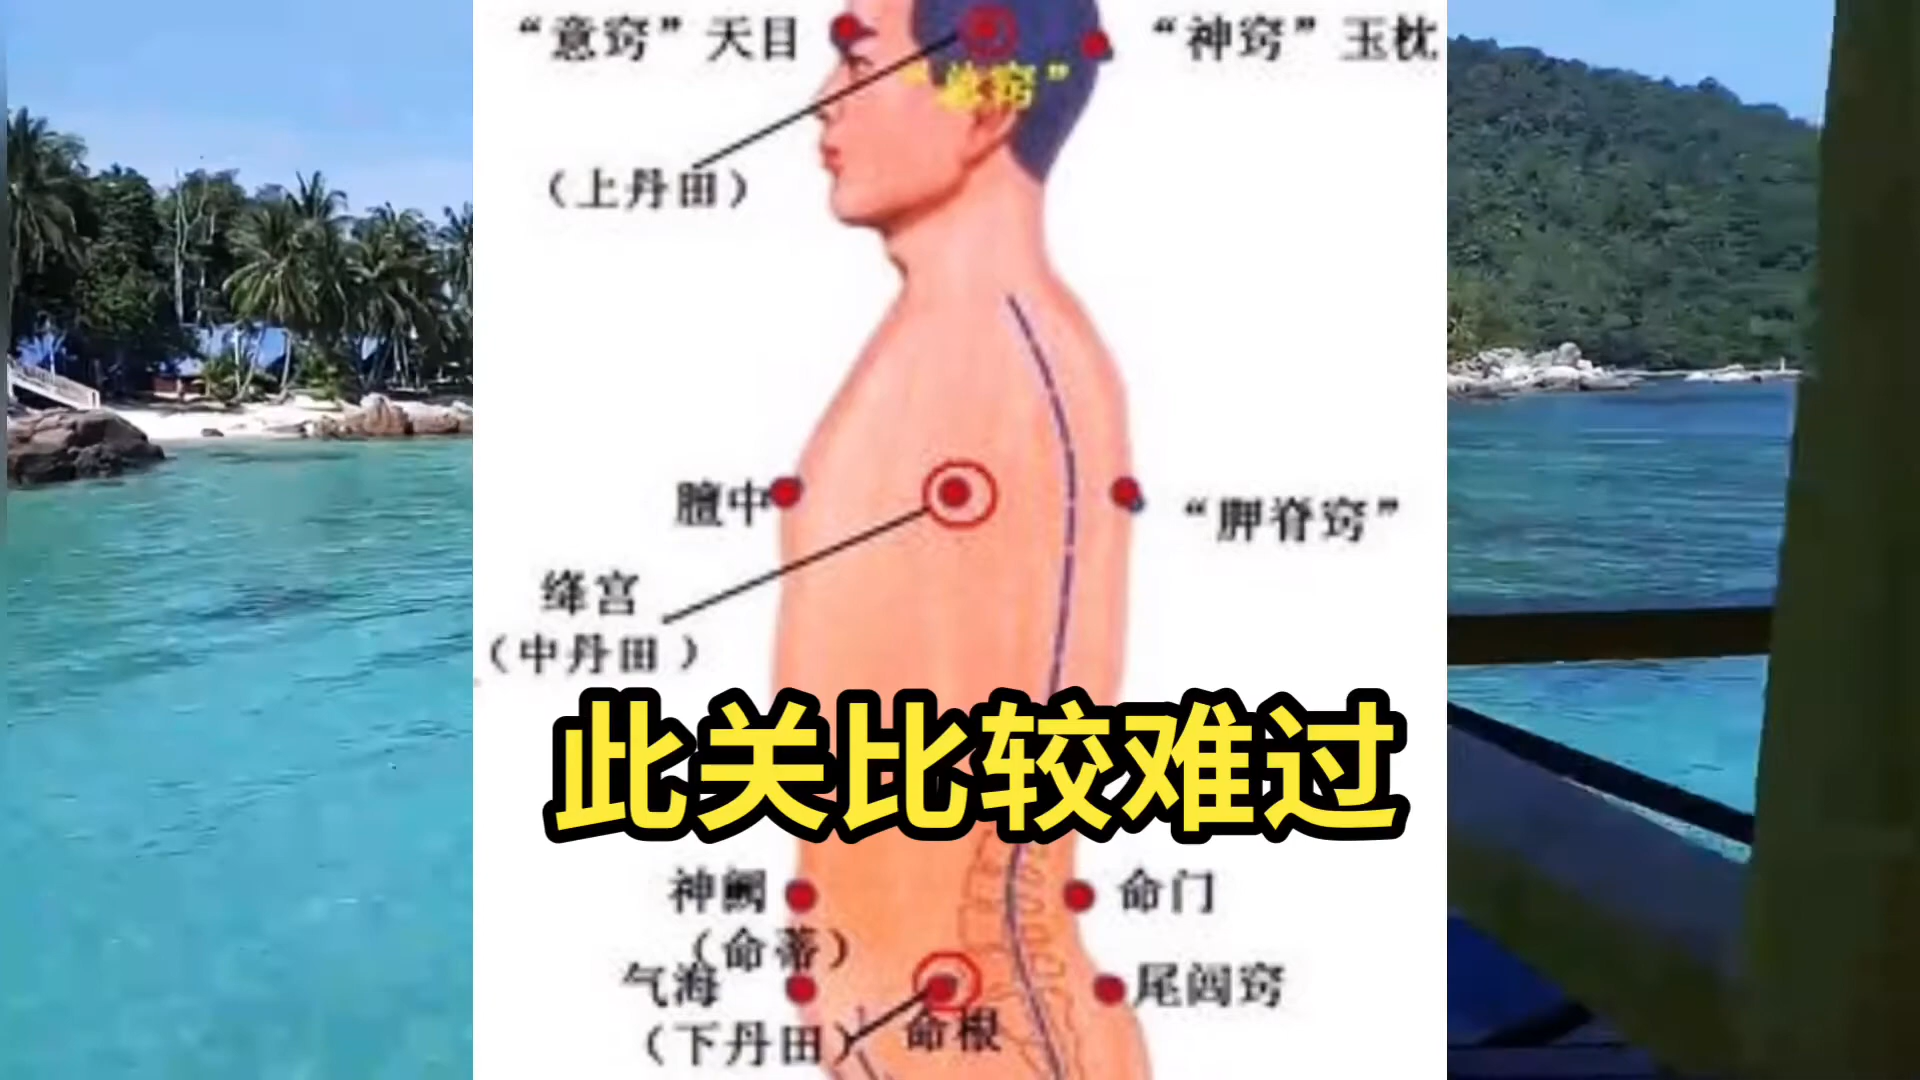 “意窍”天目
“神窍”玉枕
窍”
（上丹田）
膻中
“胛脊窍”
绛宫
（中丹田）
此关比较难过
神阙
命门
（命蒂）
气海
尾闾窍
命根
（下丹田）